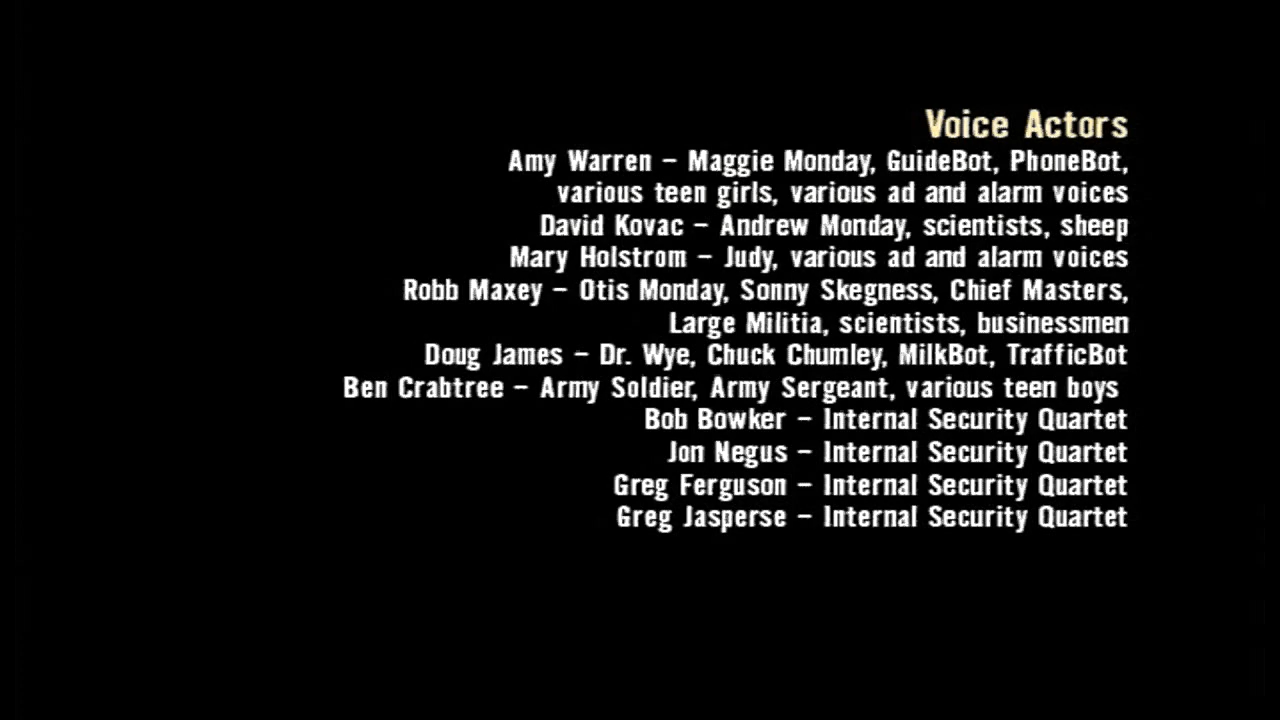 Voice Actors
Amy Warren – Maggie Monday, GuideBot, PhoneBot,
various teen girls, various ad and alarm voices
David Kovac – Andrew Monday, scientists, sheep
Mary Holstrom – Judy, various ad and alarm voices
Robb Maxey – Otis Monday, Sonny Skegness, Chief Masters,
Large Militia, scientists, businessmen
Doug James – Dr. Wye, Chuck Chumley, MilkBot, TrafficBot
Ben Crabtree – Army Soldier, Army Sergeant, various teen boys
Bob Bowker – Internal Security Quartet
Jon Negus – Internal Security Quartet
Greg Ferguson – Internal Security Quartet
Greg Jasperse – Internal Security Quartet